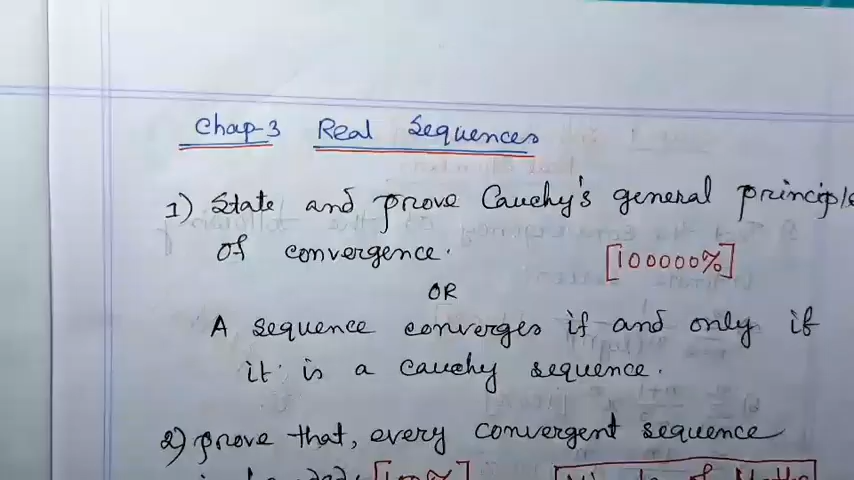 Chap-3 Real Sequences
1) State and prove Cauchy's general principle
of convergence. [100000%]
OR
A sequence converges if and only if
it is a cauchy sequence.
2) prove that, every convergent sequence